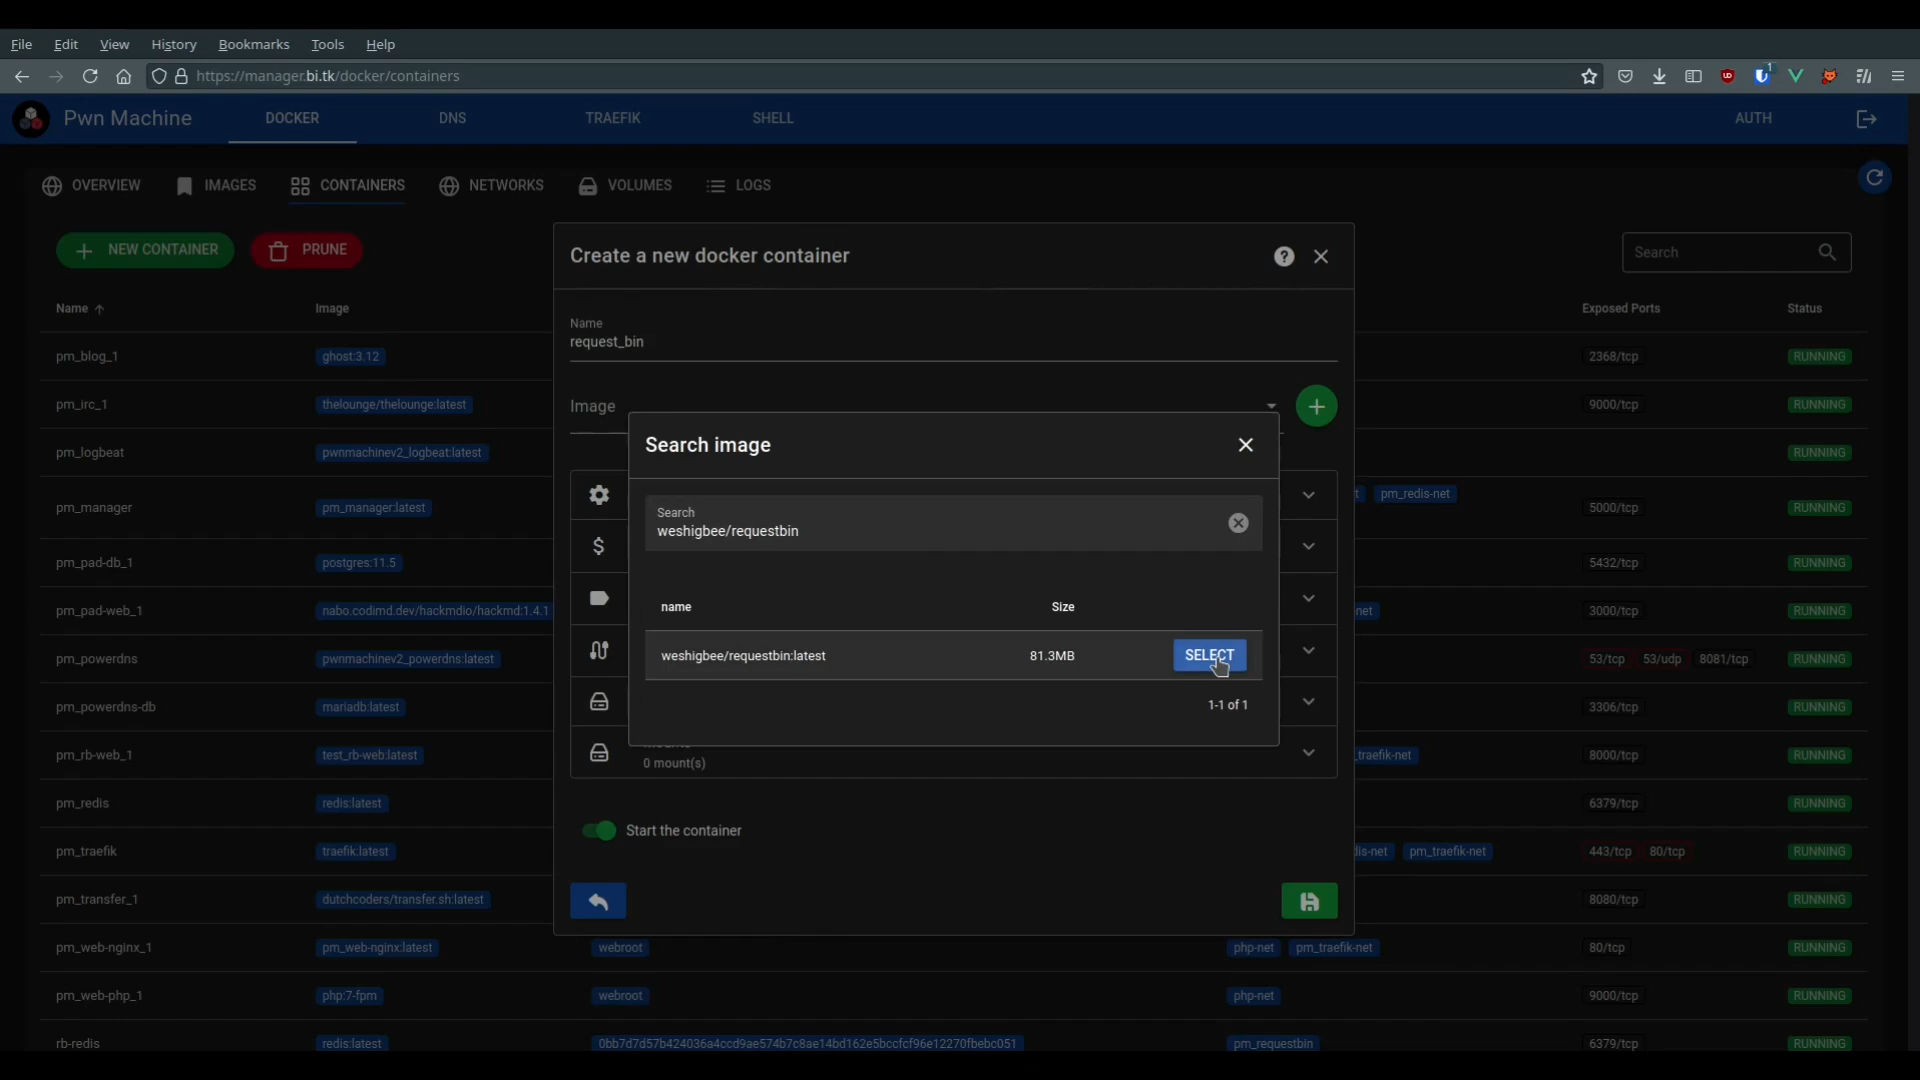 File Edit View History Bookmarks Tools Help
https://manager.bi.tk/docker/containers
1
Pwn Machine DOCKER DNS TRAEFIK SHELL AUTH
OVERVIEW IMAGES CONTAINERS NETWORKS VOLUMES LOGS
NEW CONTAINER PRUNE
Search
Create a new docker container
Name Image Exposed Ports Status
Name
request_bin
pm_blog_1 ghost:3.12 2368/tcp RUNNING
Image
pm_irc_1 thelounge/thelounge:latest 9000/tcp RUNNING
Search image
pm_logbeat pwnmachinev2_logbeat:latest RUNNING
pm_redis-net
pm_manager pm_manager:latest 5000/tcp RUNNING
Search
weshigbee/requestbin
pm_pad-db_1 postgres:11.5 5432/tcp RUNNING
name Size
pm_pad-web_1 nabo.codimd.dev/hackmdio/hackmd:1.4.1 -net 3000/tcp RUNNING
weshigbee/requestbin:latest 81.3MB SELECT
pm_powerdns pwnmachinev2_powerdns:latest 53/tcp 53/udp 8081/tcp RUNNING
1-1 of 1
pm_powerdns-db mariadb:latest 3306/tcp RUNNING
pm_rb-web_1 test_rb-web:latest _traefik-net 8000/tcp RUNNING
0 mount(s)
pm_redis redis:latest 6379/tcp RUNNING
Start the container
pm_traefik traefik:latest dis-net pm_traefik-net 443/tcp 80/tcp RUNNING
pm_transfer_1 dutchcoders/transfer.sh:latest 8080/tcp RUNNING
pm_web-nginx_1 pm_web-nginx:latest webroot php-net pm_traefik-net 80/tcp RUNNING
pm_web-php_1 php:7-fpm webroot php-net 9000/tcp RUNNING
rb-redis redis:latest 0bb7d7d57b424036a4ccd9ae574b7c8ae14bd162e5bccfcf96e12270fbebc051 pm_requestbin 6379/tcp RUNNING